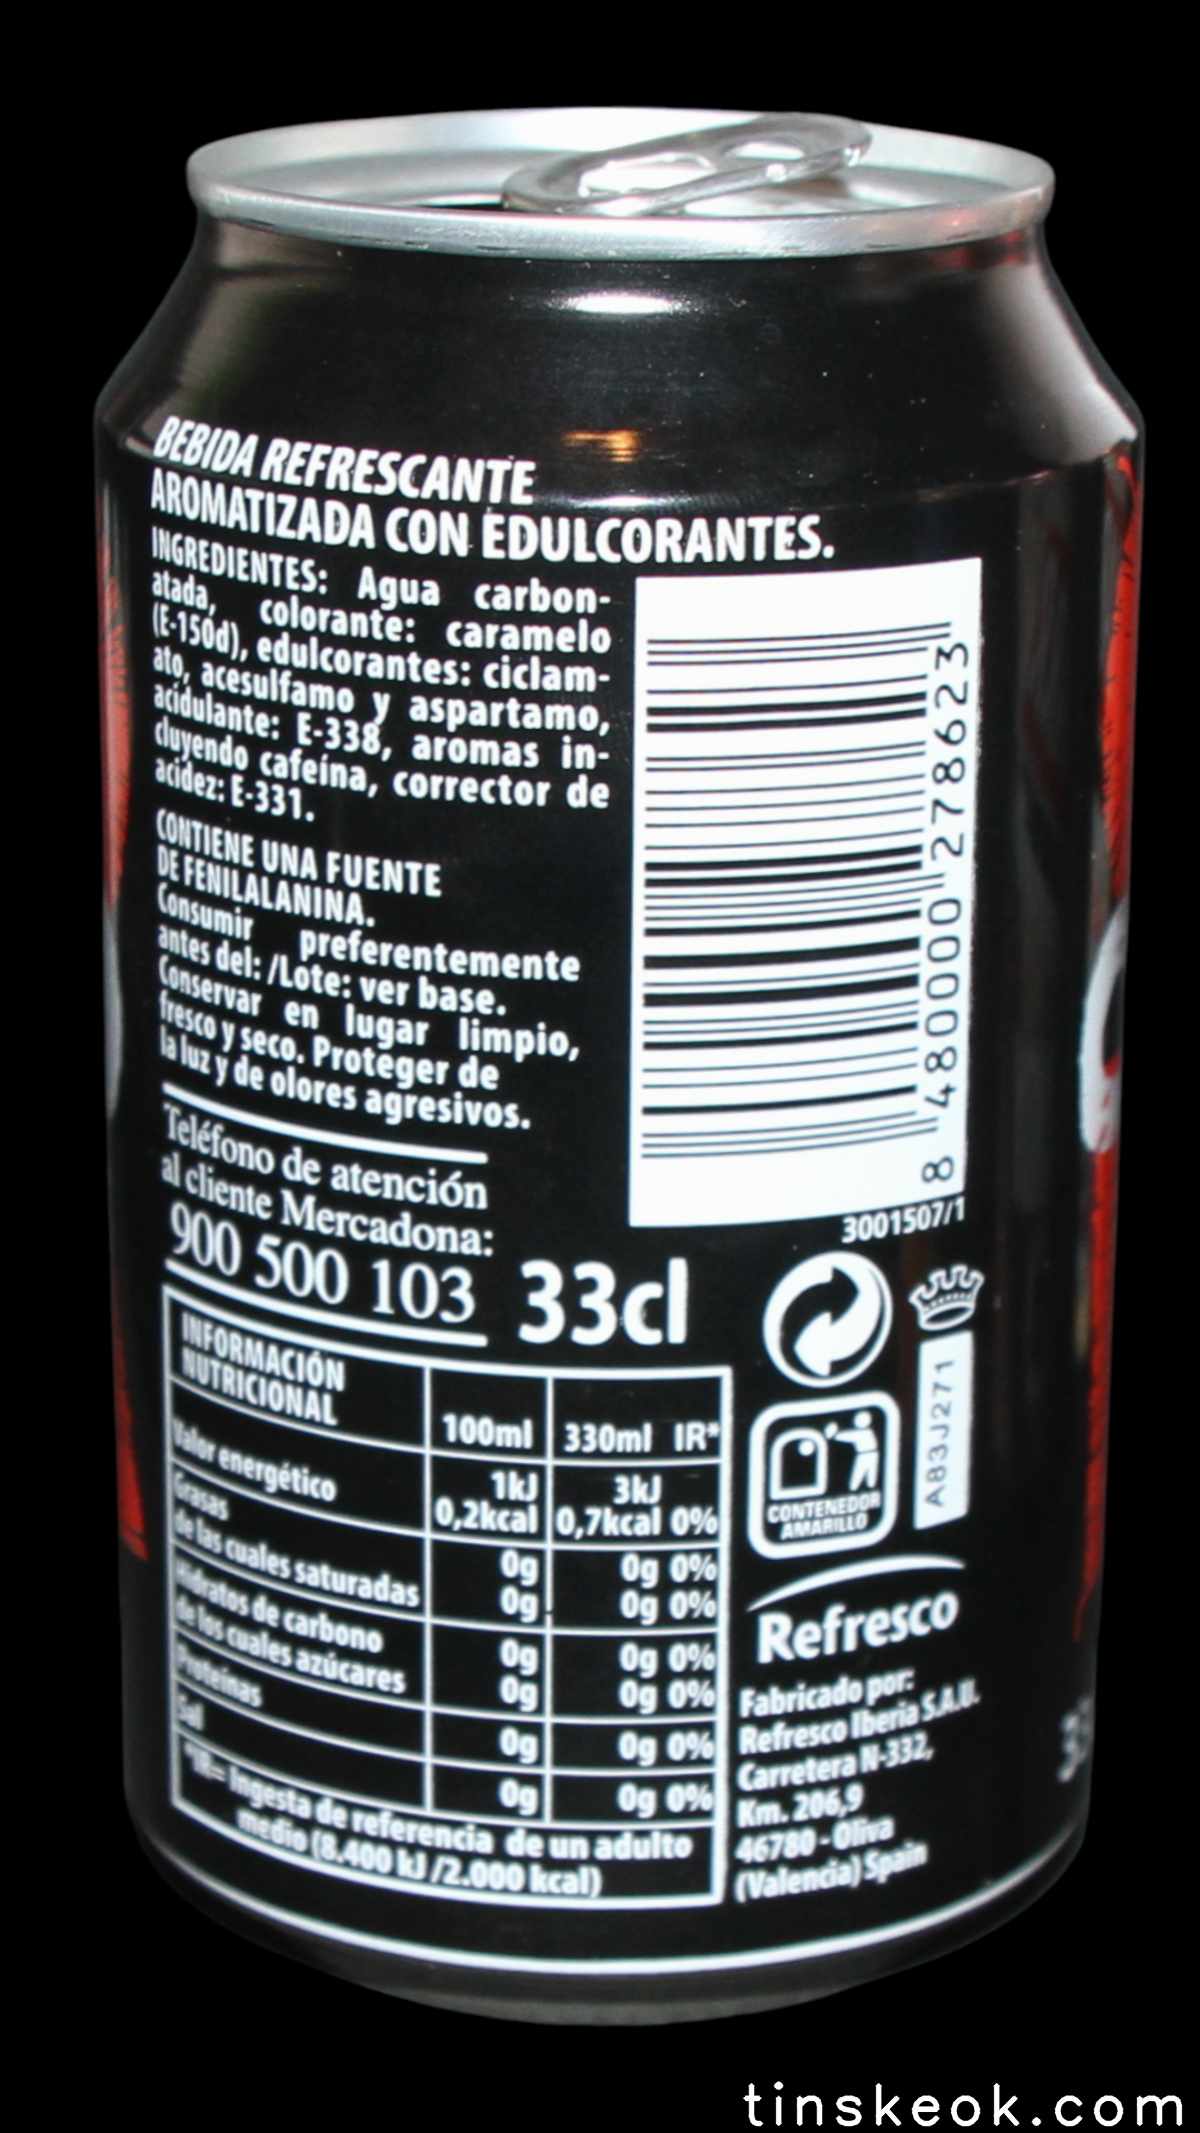 BEBIDA REFRESCANTE
AROMATIZADA CON EDULCORANTES.
INGREDIENTES: Agua carbon-
atada, colorante: caramelo
(E-150d), edulcorantes: ciclam-
ato, acesulfamo y aspartamo,
acidulante: E-338, aromas in-
cluyendo cafeína, corrector de
acidez: E-331.
CONTIENE UNA FUENTE
DE FENILALANINA.
Consumir preferentemente
antes del: /Lote: ver base.
Conservar en lugar limpio,
fresco y seco. Proteger de
la luz y de olores agresivos.
Teléfono de atención
al cliente Mercadona:
900 500 103
33cl
8 480000 278623
3001507/1
A83J271
CONTENEDOR
AMARILLO
INFORMACIÓN
NUTRICIONAL
100ml 330ml IR*
Valor energético 1kJ 3kJ
0,2kcal 0,7kcal 0%
Grasas 0g 0g 0%
de las cuales saturadas 0g 0g 0%
Hidratos de carbono 0g 0g 0%
de los cuales azúcares 0g 0g 0%
Proteínas 0g 0g 0%
Sal 0g 0g 0%
*IR= Ingesta de referencia de un adulto
medio (8.400 kJ /2.000 kcal)
Refresco
Fabricado por:
Refresco Iberia S.A.U.
Carretera N-332,
Km. 206,9
46780 - Oliva
(Valencia) Spain
tinskeok.com